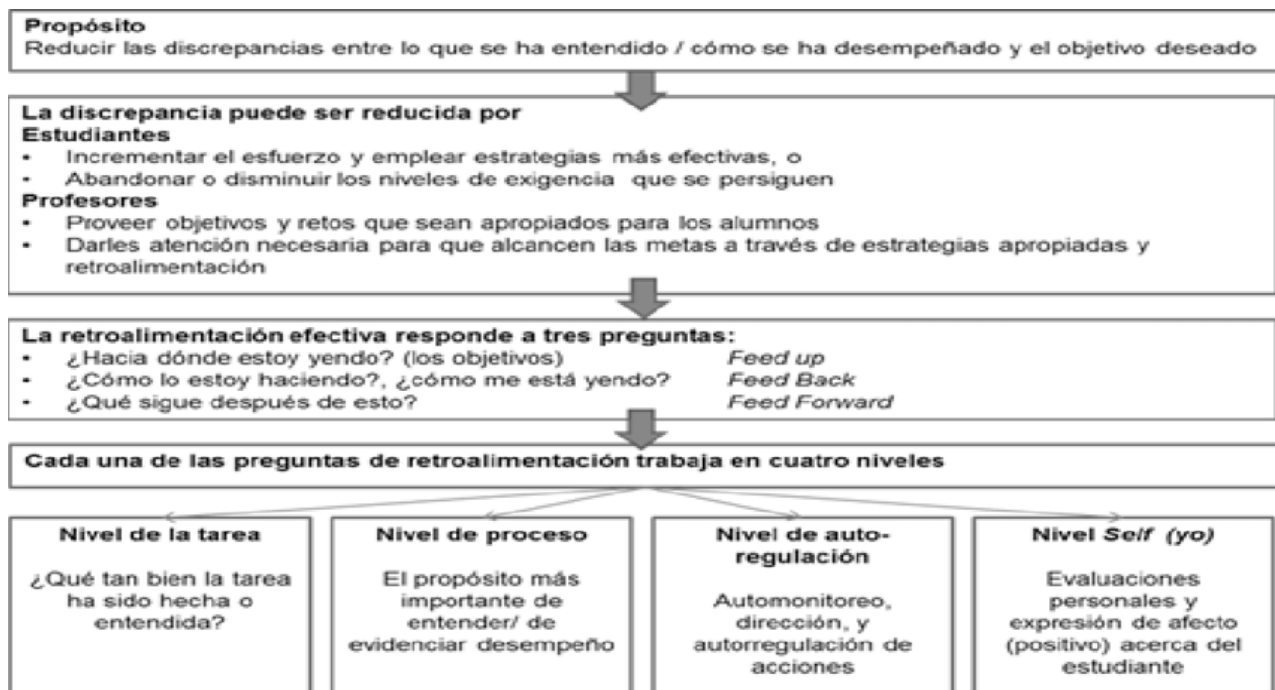 Propósito
Reducir las discrepancias entre lo que se ha entendido / cómo se ha desempeñado y el objetivo deseado
La discrepancia puede ser reducida por
Estudiantes
• Incrementar el esfuerzo y emplear estrategias más efectivas, o
• Abandonar o disminuir los niveles de exigencia que se persiguen
Profesores
• Proveer objetivos y retos que sean apropiados para los alumnos
• Darles atención necesaria para que alcancen las metas a través de estrategias apropiadas y
retroalimentación
La retroalimentación efectiva responde a tres preguntas:
• ¿Hacia dónde estoy yendo? (los objetivos) Feed up
• ¿Cómo lo estoy haciendo?, ¿cómo me está yendo? Feed Back
• ¿Qué sigue después de esto? Feed Forward
Cada una de las preguntas de retroalimentación trabaja en cuatro niveles
Nivel de la tarea
¿Qué tan bien la tarea
ha sido hecha o
entendida?
Nivel de proceso
El propósito más
importante de
entender/ de
evidenciar desempeño
Nivel de auto-
regulación
Automonitoreo,
dirección, y
autorregulación de
acciones
Nivel Self (yo)
Evaluaciones
personales y
expresión de afecto
(positivo) acerca del
estudiante